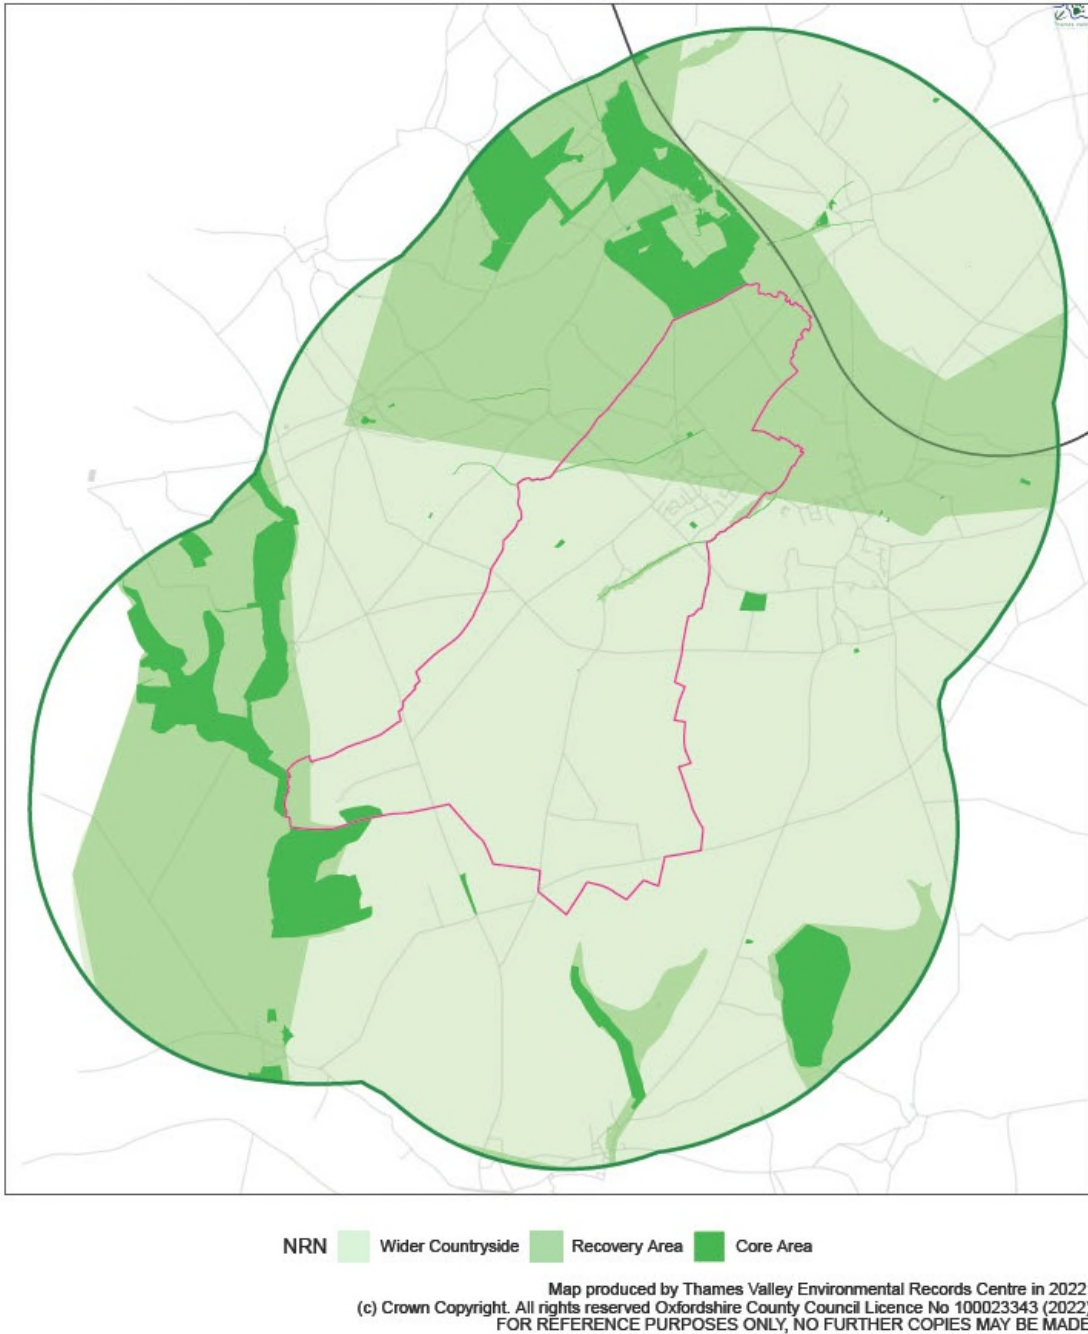 NRN Wider Countryside Recovery Area Core Area
Map produced by Thames Valley Environmental Records Centre in 2022
(c) Crown Copyright. All rights reserved Oxfordshire County Council Licence No 100023343 (2022
FOR REFERENCE PURPOSES ONLY, NO FURTHER COPIES MAY BE MADE